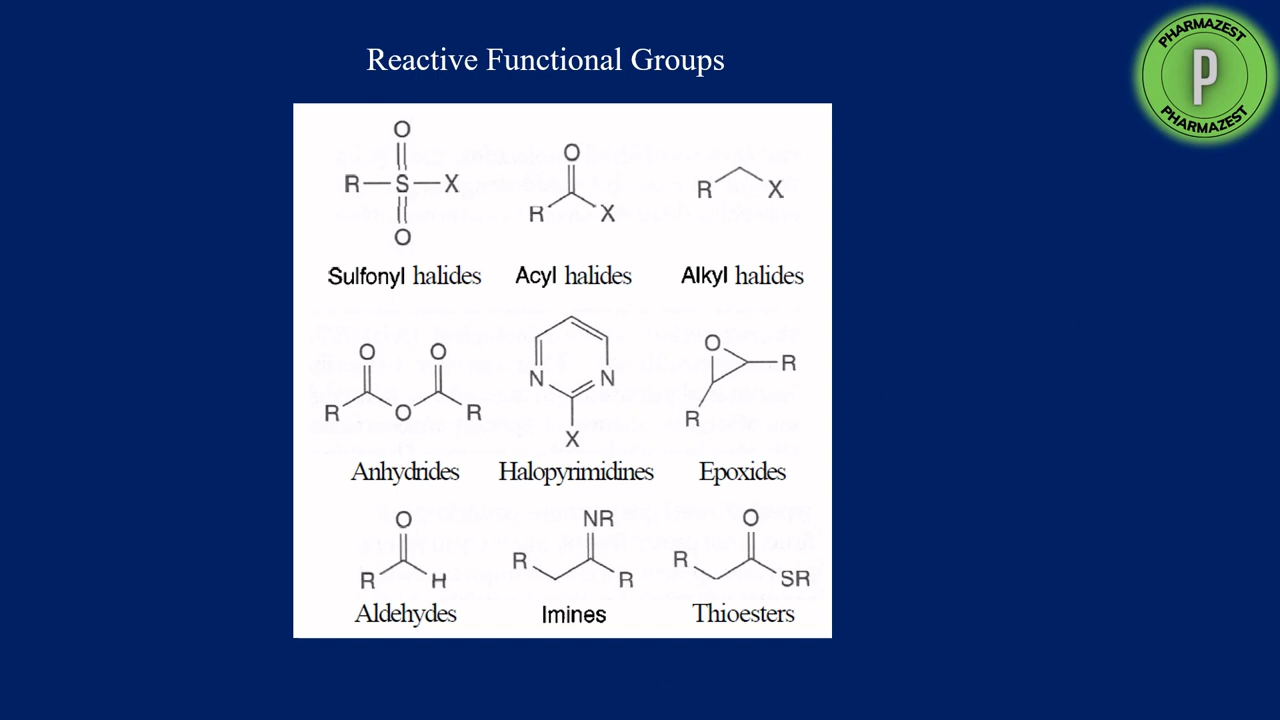 Reactive Functional Groups
PHARMAZEST
P
PHARMAZEST
O
R S X
O
O
R X
R X
Sulfonyl halides Acyl halides Alkyl halides
O O
R O R
N N
X
O R
R
Anhydrides Halopyrimidines Epoxides
O
R H
NR
R R
O
R SR
Aldehydes Imines Thioesters